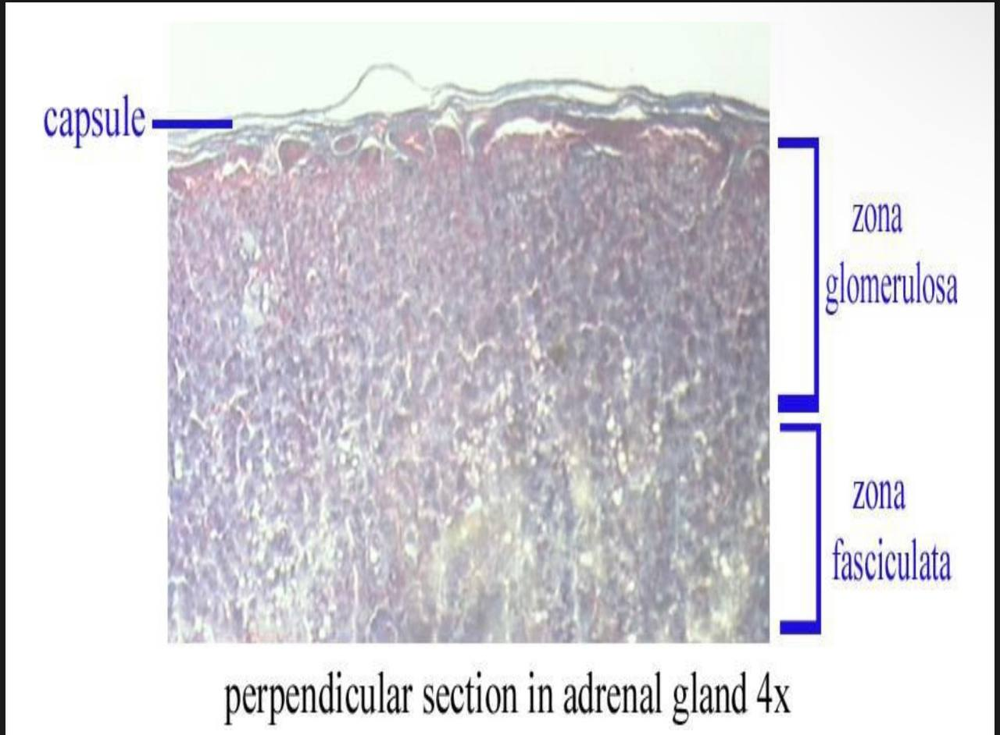 capsule
zona
glomerulosa
zona
fasciculata
perpendicular section in adrenal gland 4x